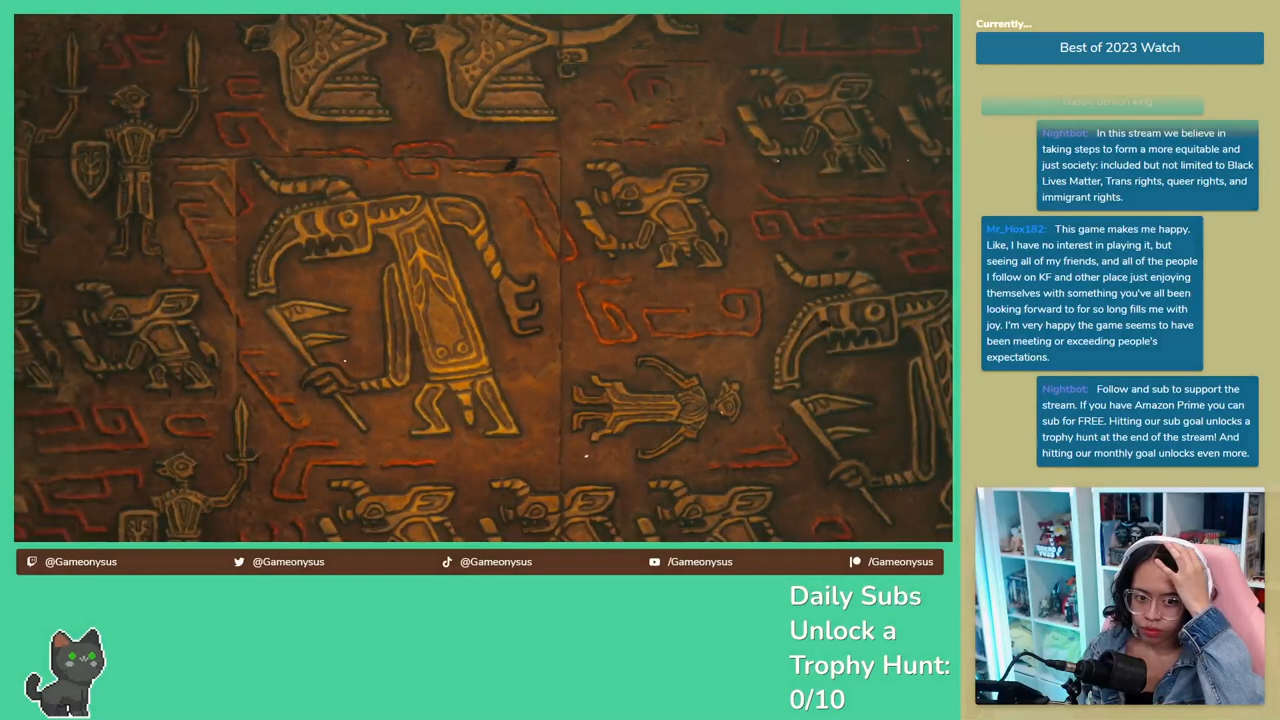 Currently...
Best of 2023 Watch
classic demon king
Nightbot: In this stream we believe in
taking steps to form a more equitable and
just society: included but not limited to Black
Lives Matter, Trans rights, queer rights, and
immigrant rights.
Mr_Hox182: This game makes me happy.
Like, I have no interest in playing it, but
seeing all of my friends, and all of the people
I follow on KF and other place just enjoying
themselves with something you've all been
looking forward to for so long fills me with
joy. I'm very happy the game seems to have
been meeting or exceeding people's
expectations.
Nightbot: Follow and sub to support the
stream. If you have Amazon Prime you can
sub for FREE. Hitting our sub goal unlocks a
trophy hunt at the end of the stream! And
hitting our monthly goal unlocks even more.
@Gameonysus @Gameonysus @Gameonysus /Gameonysus /Gameonysus
Daily Subs
Unlock a
Trophy Hunt:
0/10